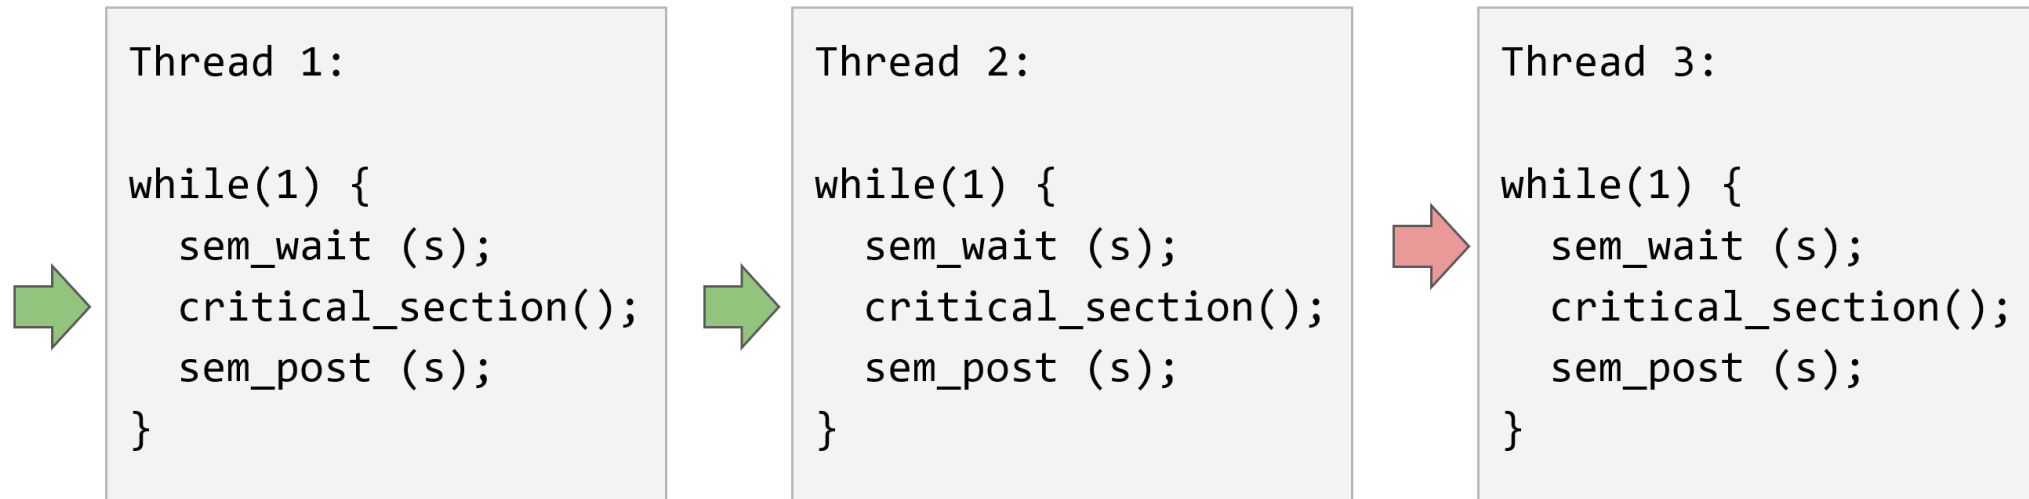 Thread 1:
while(1) {
sem_wait (s);
critical_section();
sem_post (s);
}
Thread 2:
while(1) {
sem_wait (s);
critical_section();
sem_post (s);
}
Thread 3:
while(1) {
sem_wait (s);
critical_section();
sem_post (s);
}